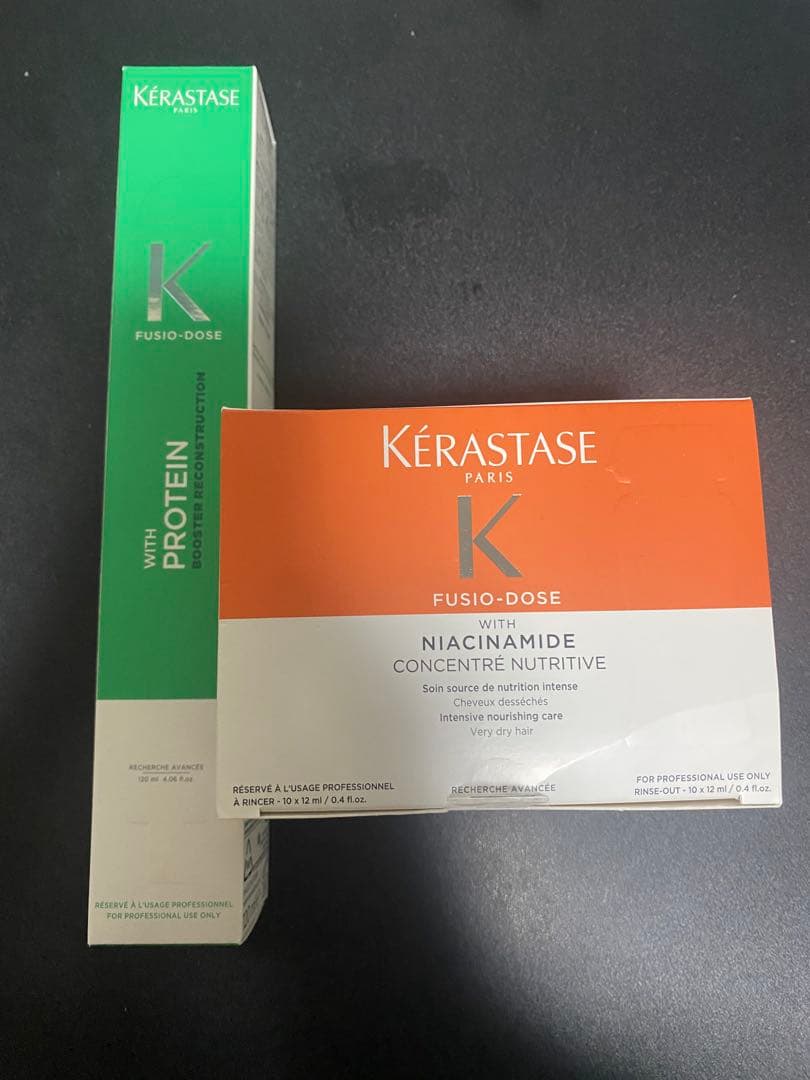 KÉRASTASE
PARIS
K
FUSIO-DOSE
WITH
PROTEIN
BOOSTER RECONSTRUCTION
RECHERCHE AVANCÉE
120 ml 4,06 fl.oz.
RÉSERVÉ À L'USAGE PROFESSIONNEL
FOR PROFESSIONAL USE ONLY
KÉRASTASE
PARIS
K
FUSIO-DOSE
WITH
NIACINAMIDE
CONCENTRÉ NUTRITIVE
Soin source de nutrition intense
Cheveux desséchés
Intensive nourishing care
Very dry hair
RÉSERVÉ À L'USAGE PROFESSIONNEL
À RINCER - 10 x 12 ml / 0.4 fl.oz.
RECHERCHE AVANCÉE
FOR PROFESSIONAL USE ONLY
RINSE-OUT - 10 x 12 ml / 0.4 fl.oz.